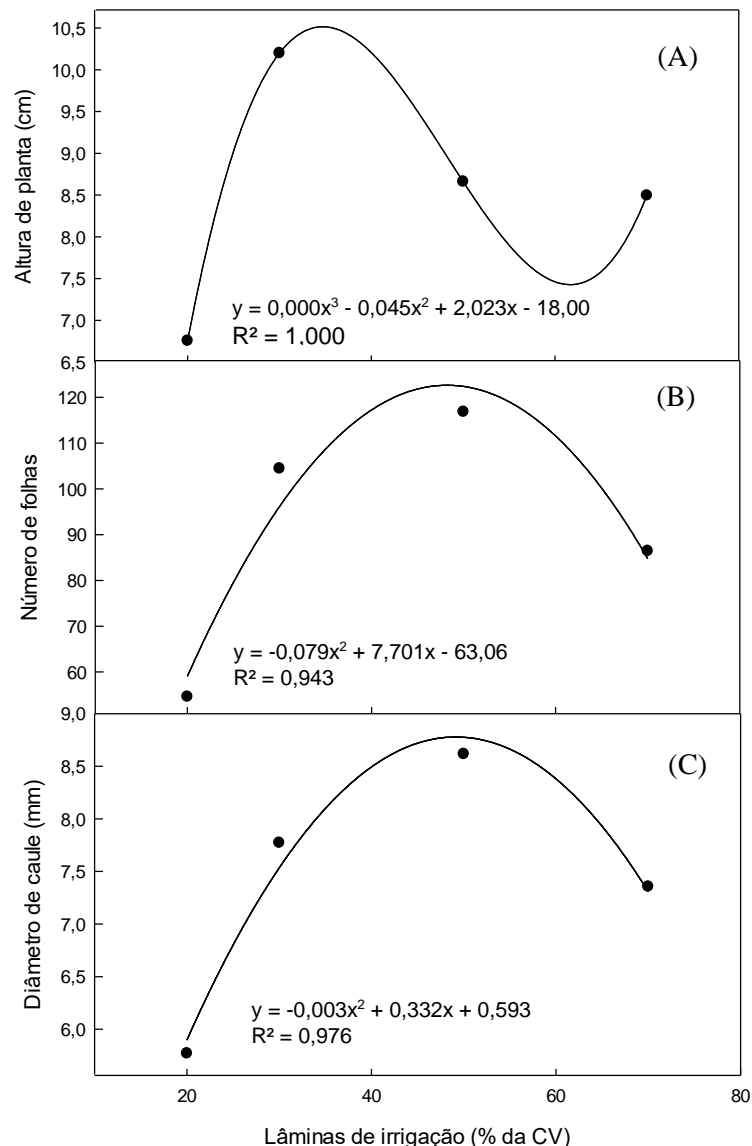 Altura de planta (cm)
10,5
10,0
9,5
9,0
8,5
8,0
7,5
7,0
6,5
(A)
y = 0,000x³ - 0,045x² + 2,023x - 18,00
R² = 1.000
Número de folhas
120
110
100
90
80
70
60
(B)
y = -0,079x² + 7,701x - 63,06
R² = 0,943
Diâmetro de caule (mm)
9,0
8,5
8,0
7,5
7,0
6,5
6,0
(C)
y = -0,003x² + 0,332x + 0,593
R² = 0,976
20 40 60 80
Lâminas de irrigação (% da CV)